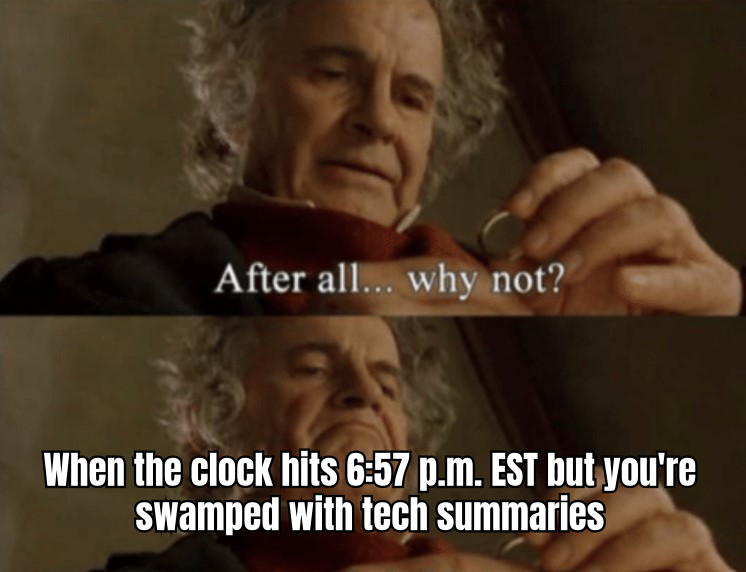 After all... why not?
When the clock hits 6:57 p.m. EST but you're
swamped with tech summaries